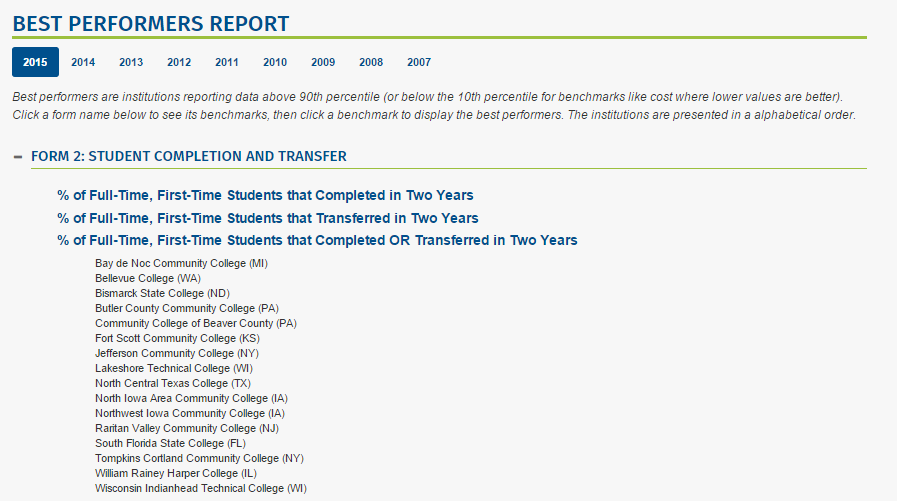 BEST PERFORMERS REPORT
2015 2014 2013 2012 2011 2010 2009 2008 2007
Best performers are institutions reporting data above 90th percentile (or below the 10th percentile for benchmarks like cost where lower values are better).
Click a form name below to see its benchmarks, then click a benchmark to display the best performers. The institutions are presented in a alphabetical order.
– FORM 2: STUDENT COMPLETION AND TRANSFER
% of Full-Time, First-Time Students that Completed in Two Years
% of Full-Time, First-Time Students that Transferred in Two Years
% of Full-Time, First-Time Students that Completed OR Transferred in Two Years
Bay de Noc Community College (MI)
Bellevue College (WA)
Bismarck State College (ND)
Butler County Community College (PA)
Community College of Beaver County (PA)
Fort Scott Community College (KS)
Jefferson Community College (NY)
Lakeshore Technical College (WI)
North Central Texas College (TX)
North Iowa Area Community College (IA)
Northwest Iowa Community College (IA)
Raritan Valley Community College (NJ)
South Florida State College (FL)
Tompkins Cortland Community College (NY)
William Rainey Harper College (IL)
Wisconsin Indianhead Technical College (WI)